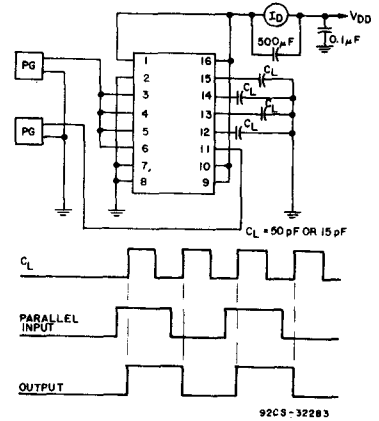 I_D
V_DD
500µF
0.1µF
PG
PG
1
2
3
4
5
6
7
8
16
15
14
13
12
11
10
9
C_L
C_L
C_L
C_L
C_L = 50 pF OR 15 pF
C_L
PARALLEL
INPUT
OUTPUT
92CS-32283